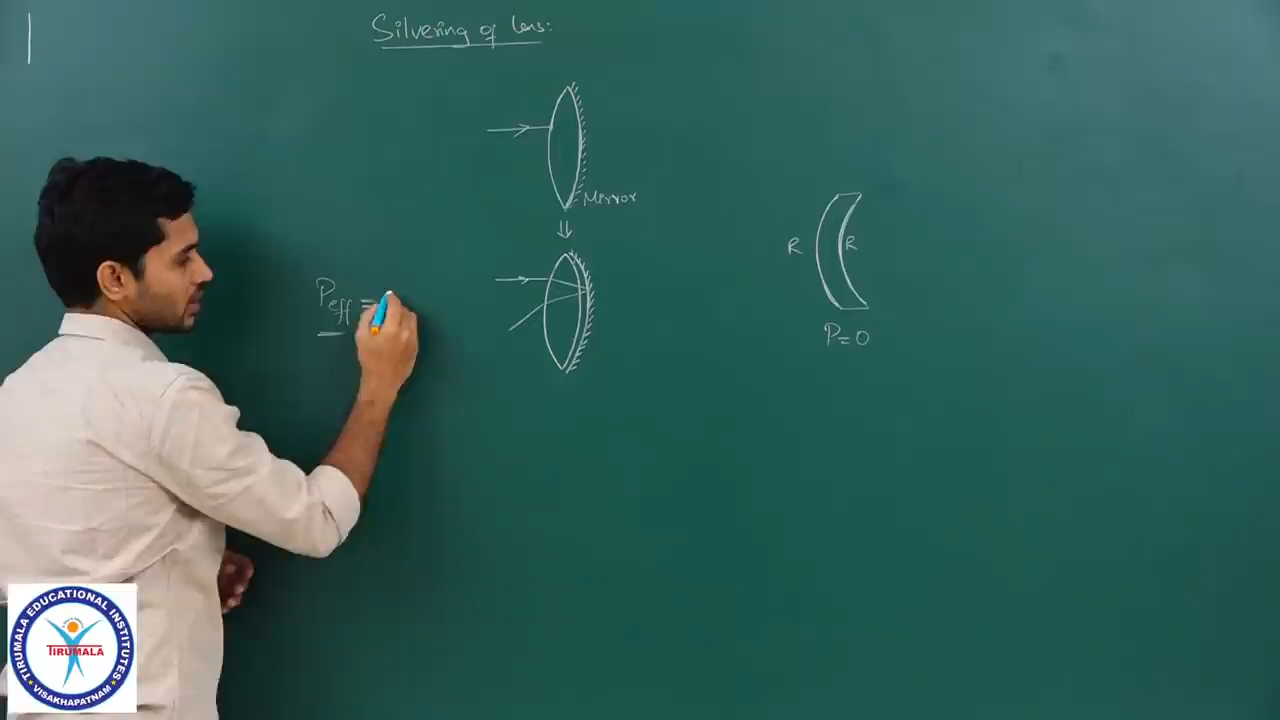 Silvering of lens:
Mirror
R R
P=0
Peff =
TIRUMALA EDUCATIONAL INSTITUTES
TIRUMALA
VISAKHAPATNAM